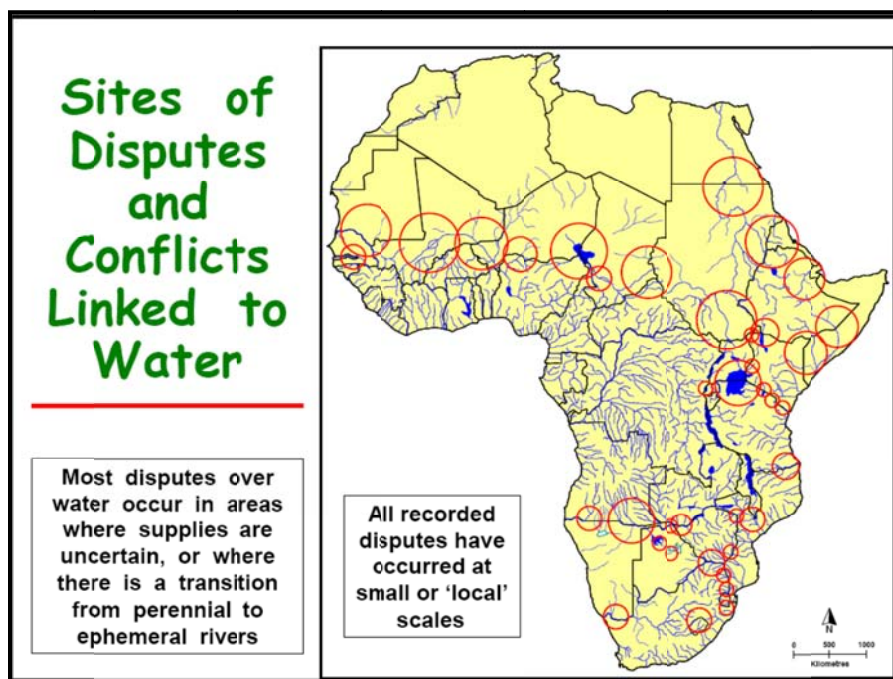 Sites of
Disputes
and
Conflicts
Linked to
Water
Most disputes over
water occur in areas
where supplies are
uncertain, or where
there is a transition
from perennial to
ephemeral rivers
All recorded
disputes have
occurred at
small or ‘local’
scales
N
0 500 1000
Kilometres